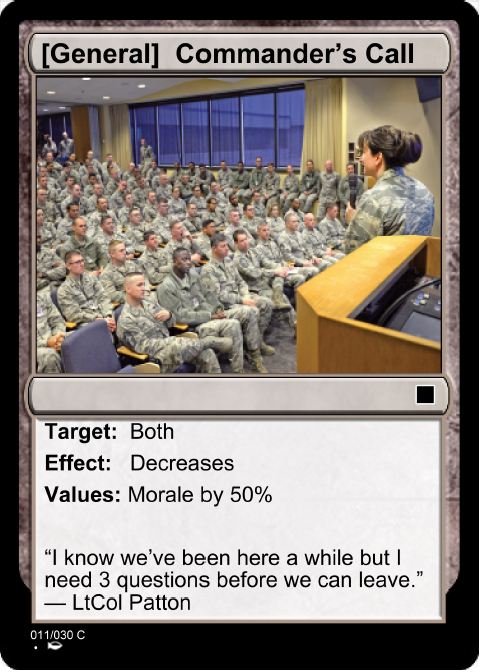 [General] Commander's Call
Target: Both
Effect: Decreases
Values: Morale by 50%
“I know we’ve been here a while but I
need 3 questions before we can leave.”
— LtCol Patton
011/030 C